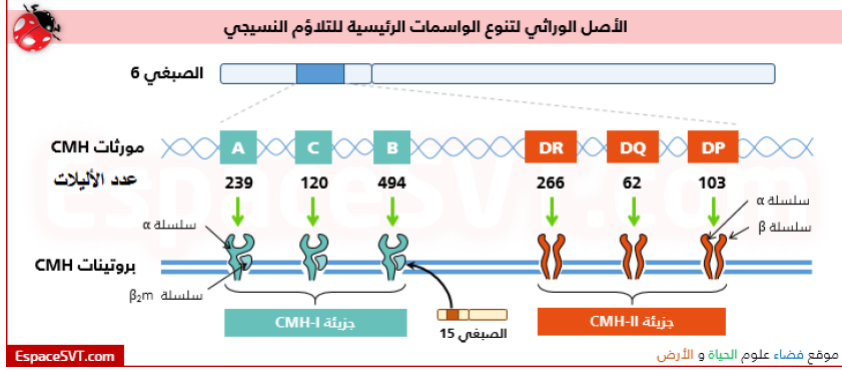 الأصل الوراثي لتنوع الواسمات الرئيسية للتلاؤم النسيجي
الصبغي 6
مورثات CMH
A C B DR DQ DP
عدد الأليلات
239 120 494 266 62 103
سلسلة α
سلسلة α
سلسلة β
بروتينات CMH
سلسلة β₂m
جزيئة CMH-I
الصبغي 15
جزيئة CMH-II
EspaceSVT.com
موقع فضاء علوم الحياة و الأرض
EspaceSVT.com